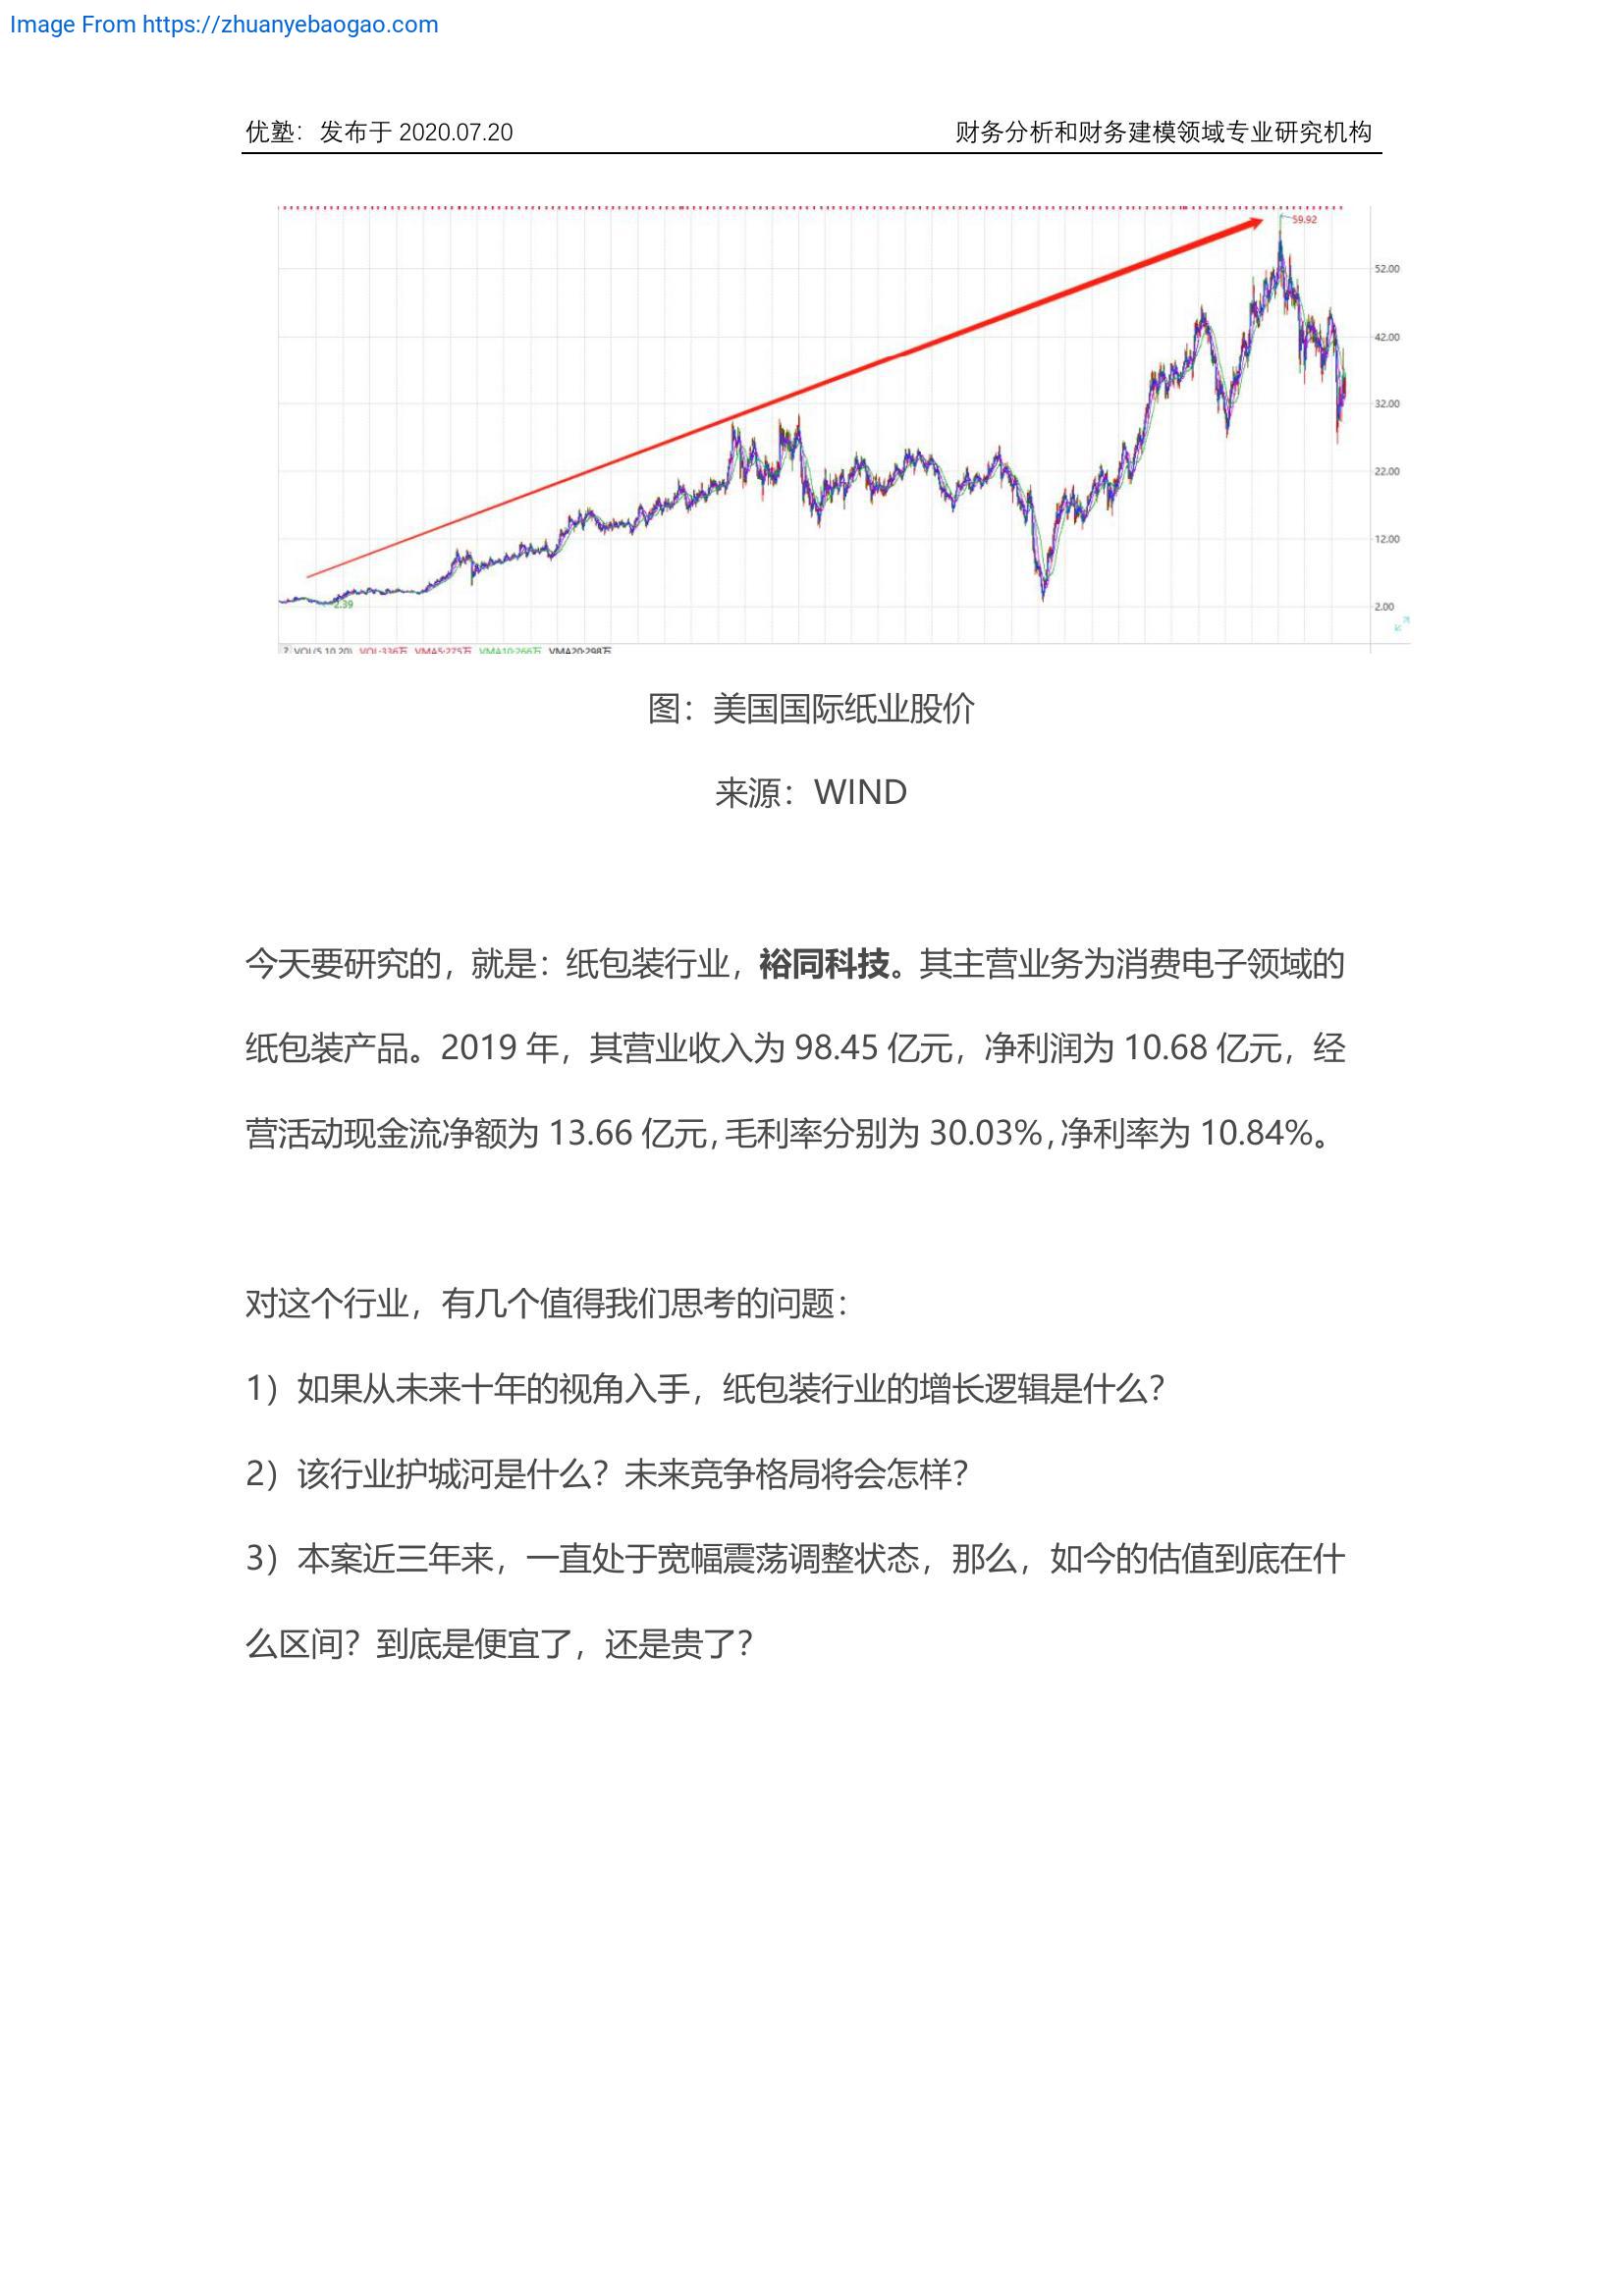 Image From https://zhuanyebaogao.com
优塾：发布于 2020.07.20 财务分析和财务建模领域专业研究机构
59.92
52.00
42.00
32.00
22.00
12.00
2.39
2.00
? VOL(5,10,20) VOL:336万 VMA5:275万 VMA10:266万 VMA20:298万
图：美国国际纸业股价
来源：WIND
今天要研究的，就是：纸包装行业，裕同科技。其主营业务为消费电子领域的
纸包装产品。2019 年，其营业收入为 98.45 亿元，净利润为 10.68 亿元，经
营活动现金流净额为 13.66 亿元，毛利率分别为 30.03%，净利率为 10.84%。
对这个行业，有几个值得我们思考的问题：
1）如果从未来十年的视角入手，纸包装行业的增长逻辑是什么？
2）该行业护城河是什么？未来竞争格局将会怎样？
3）本案近三年来，一直处于宽幅震荡调整状态，那么，如今的估值到底在什
么区间？到底是便宜了，还是贵了？